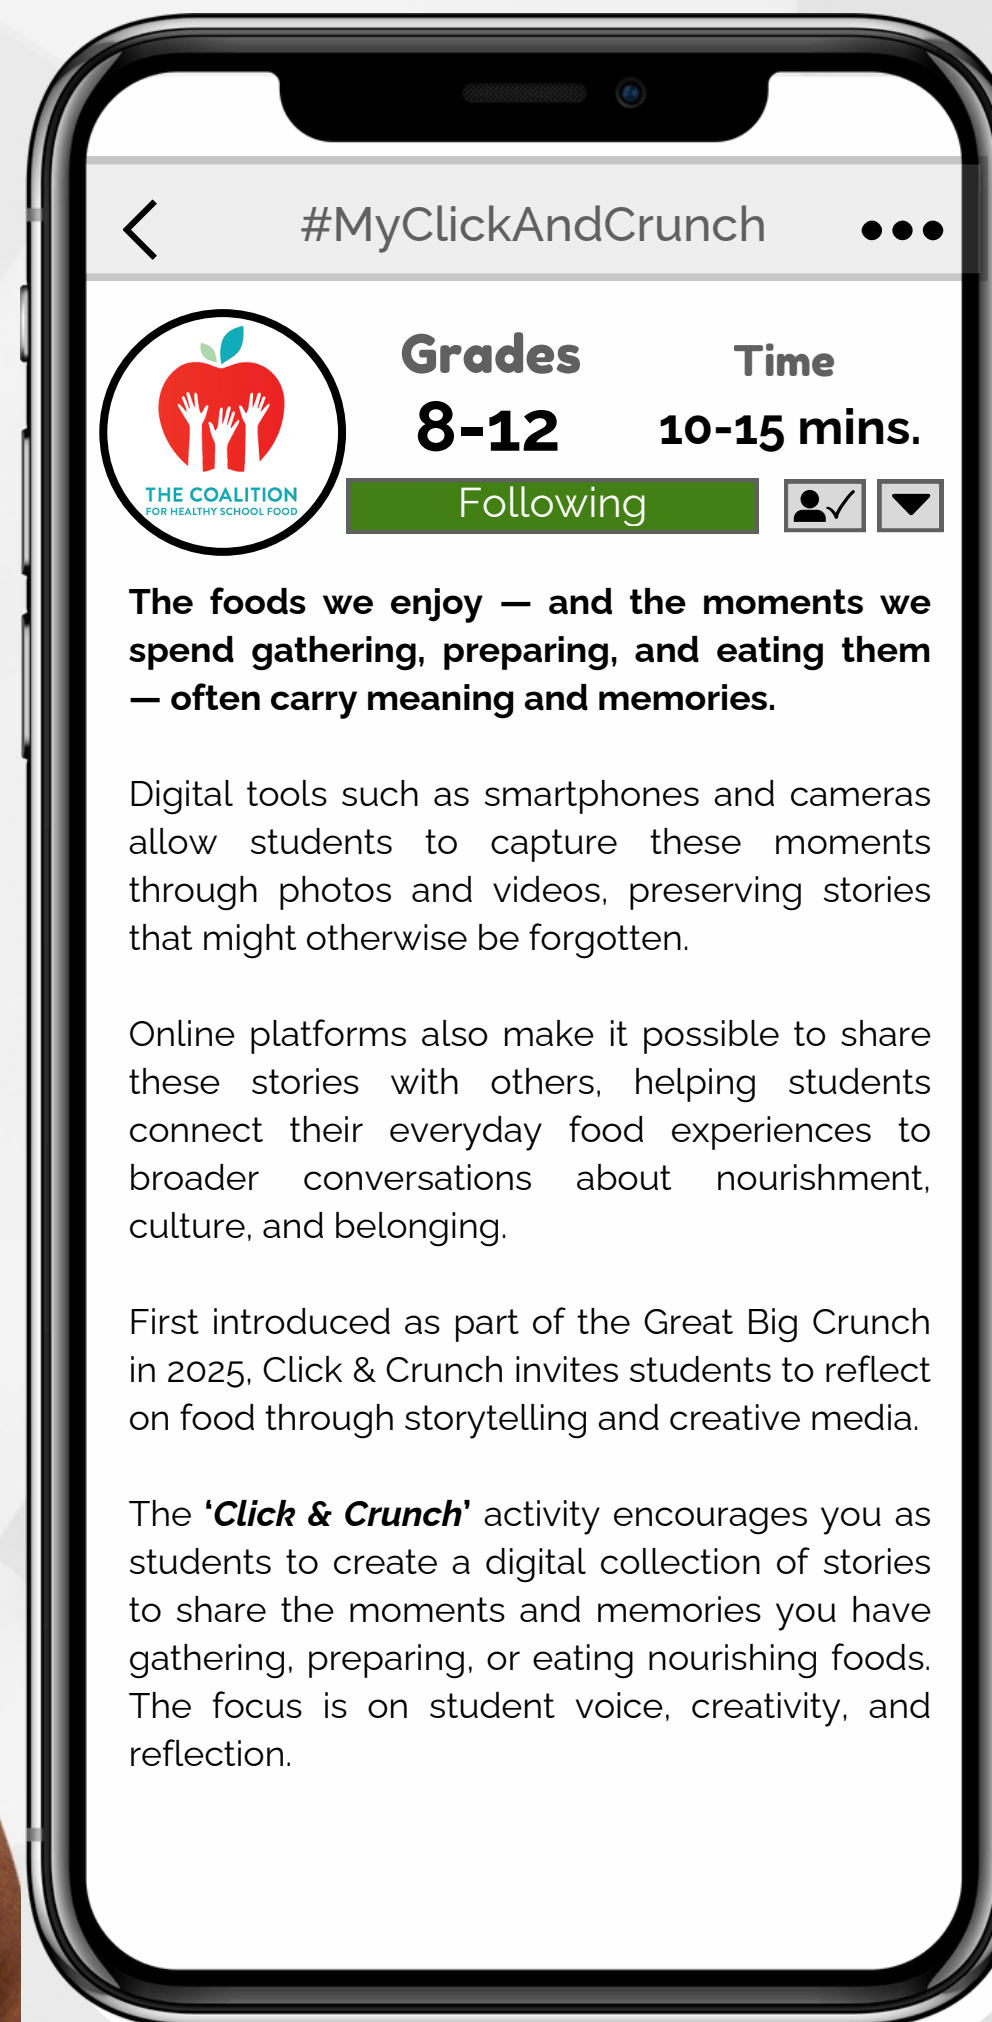 #MyClickAndCrunch
THE COALITION
FOR HEALTHY SCHOOL FOOD
Grades
8-12
Time
10-15 mins.
Following
The foods we enjoy — and the moments we
spend gathering, preparing, and eating them
— often carry meaning and memories.
Digital tools such as smartphones and cameras
allow students to capture these moments
through photos and videos, preserving stories
that might otherwise be forgotten.
Online platforms also make it possible to share
these stories with others, helping students
connect their everyday food experiences to
broader conversations about nourishment,
culture, and belonging.
First introduced as part of the Great Big Crunch
in 2025, Click & Crunch invites students to reflect
on food through storytelling and creative media.
The ‘Click & Crunch’ activity encourages you as
students to create a digital collection of stories
to share the moments and memories you have
gathering, preparing, or eating nourishing foods.
The focus is on student voice, creativity, and
reflection.